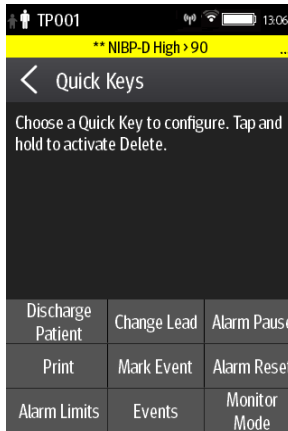 TP001 13:06
** NIBP-D High > 90 ...
Quick Keys
Choose a Quick Key to configure. Tap and
hold to activate Delete.
Discharge
Patient
Change Lead
Alarm Pause
Print
Mark Event
Alarm Reset
Alarm Limits
Events
Monitor
Mode